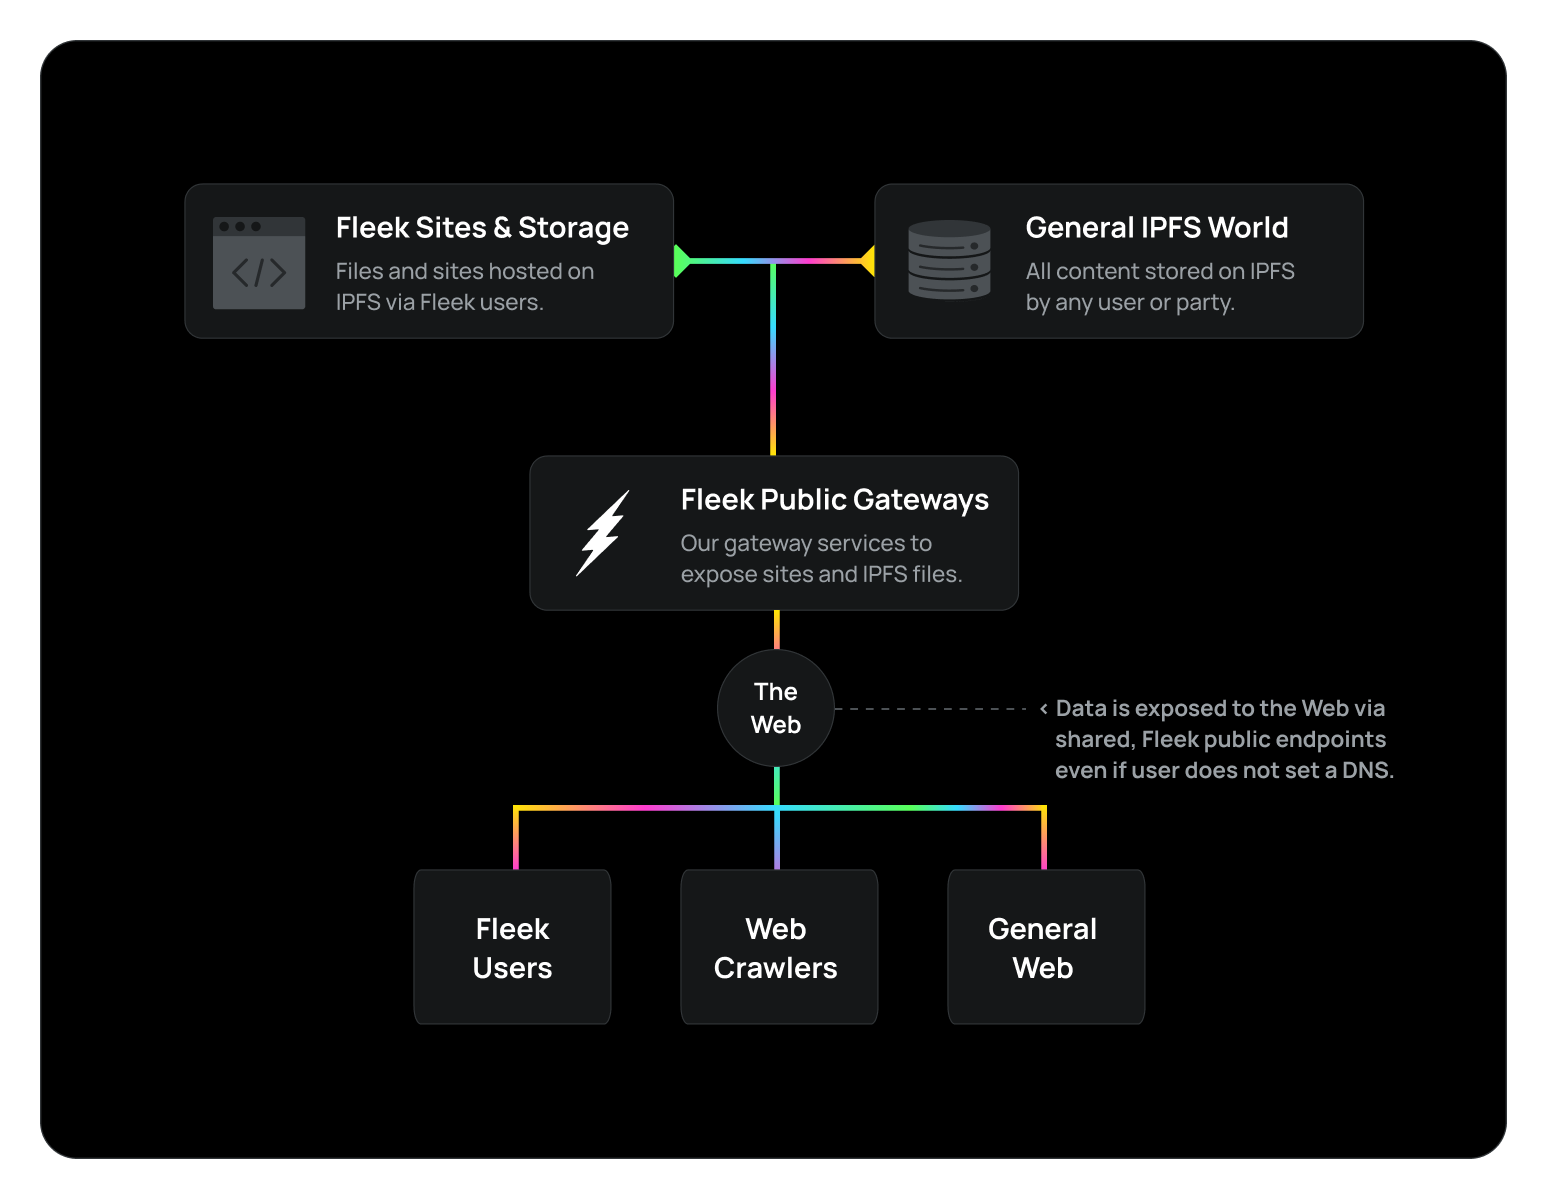 Fleek Sites & Storage
Files and sites hosted on
IPFS via Fleek users.
General IPFS World
All content stored on IPFS
by any user or party.
Fleek Public Gateways
Our gateway services to
expose sites and IPFS files.
The
Web
‹ Data is exposed to the Web via
shared, Fleek public endpoints
even if user does not set a DNS.
Fleek
Users
Web
Crawlers
General
Web